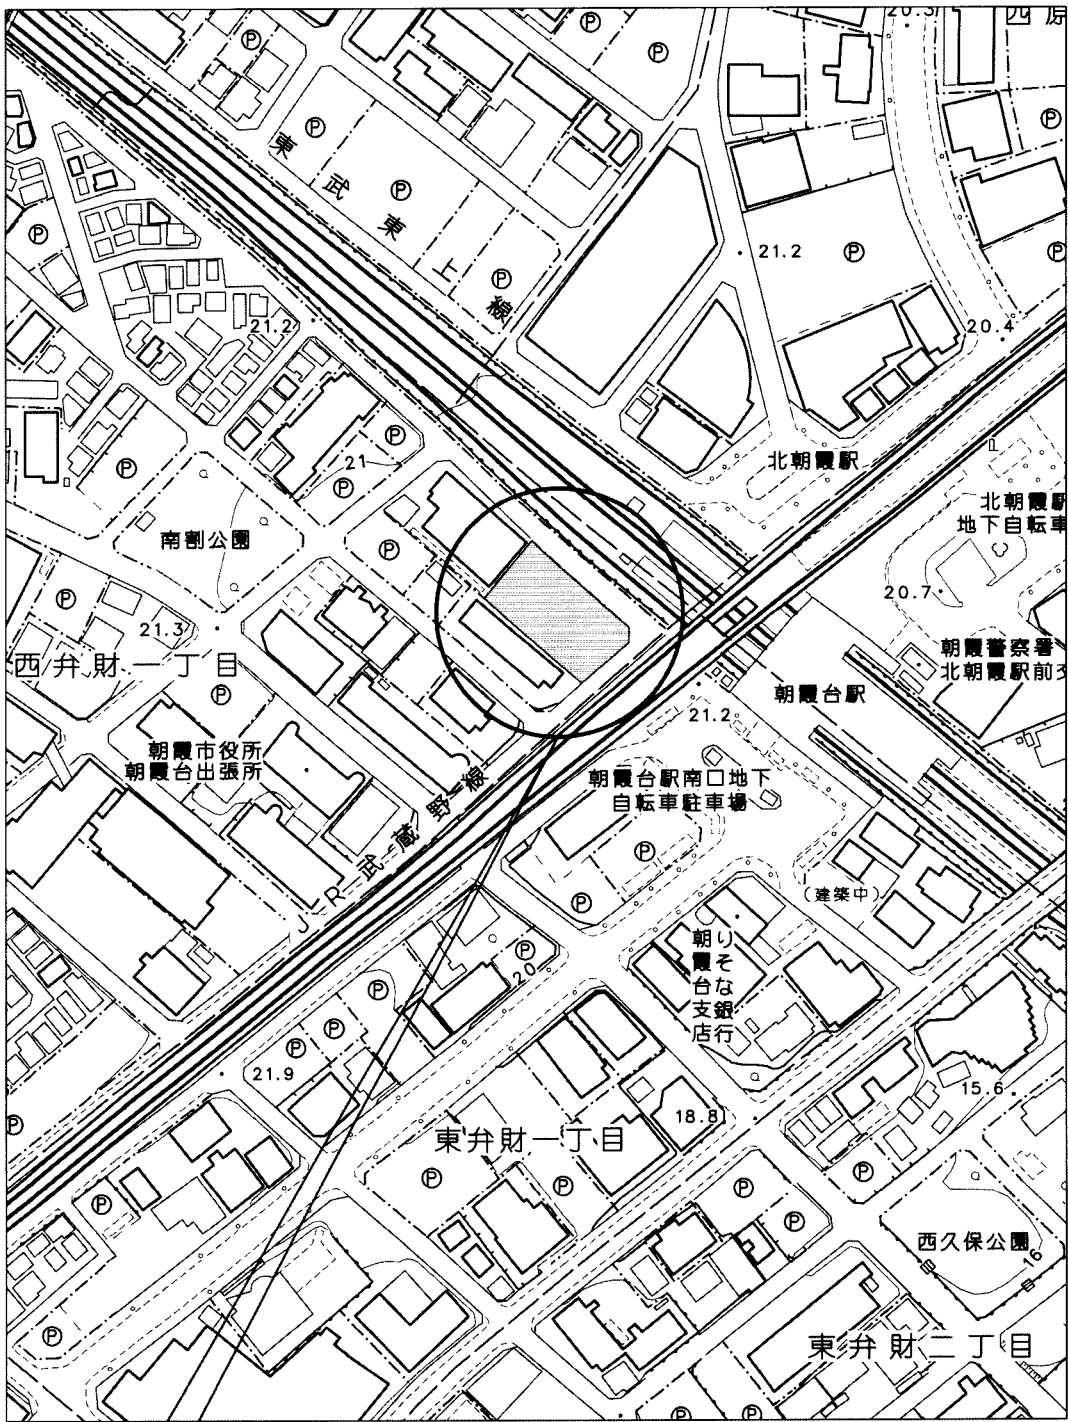 20.3
西原
Ⓟ
Ⓟ
Ⓟ
Ⓟ
Ⓟ
Ⓟ
東武東上線
Ⓟ
Ⓟ
21.2
Ⓟ
Ⓟ
21.2
20.4
Ⓟ
21
Ⓟ
Ⓟ
北朝霞駅
南割公園
Ⓟ
北朝霞駅
地下自転車
Ⓟ
20.7
21.3
西弁財一丁目
Ⓟ
朝霞警察署
北朝霞駅前交
朝霞台駅
21.2
朝霞市役所
朝霞台出張所
朝霞台駅南口地下
自転車駐車場
JR武蔵野線
Ⓟ
Ⓟ
(建築中)
りそな銀行
朝霞台支店
Ⓟ
20
Ⓟ
Ⓟ
Ⓟ
21.9
15.6
Ⓟ
18.8
東弁財一丁目
Ⓟ
Ⓟ
Ⓟ
Ⓟ
Ⓟ
Ⓟ
西久保公園
16
Ⓟ
東弁財二丁目
Ⓟ
Ⓟ